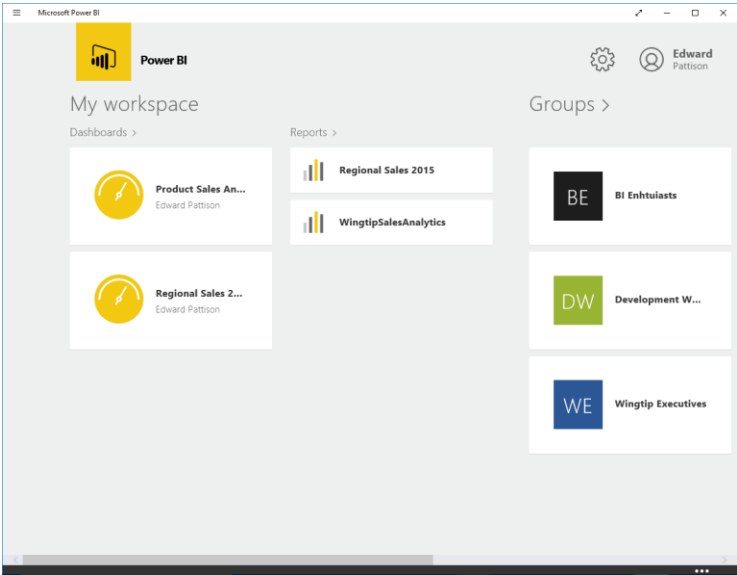 Microsoft Power BI
Power BI
Edward
Pattison
My workspace
Groups >
Dashboards >
Reports >
Product Sales An...
Edward Pattison
Regional Sales 2...
Edward Pattison
Regional Sales 2015
WingtipSalesAnalytics
BE
BI Enhtuiasts
DW
Development W...
WE
Wingtip Executives